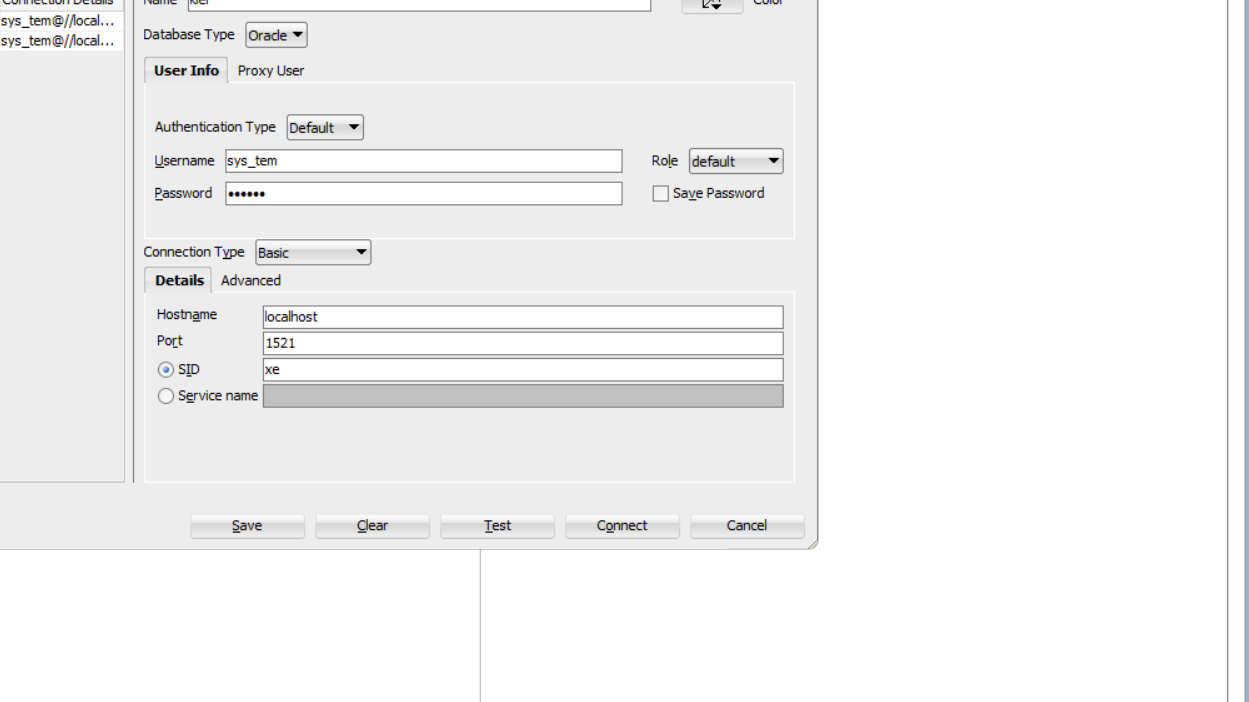 Connection Details
sys_tem@//local...
sys_tem@//local...
Name
Color
Database Type Oracle
User Info Proxy User
Authentication Type Default
Username sys_tem Role default
Password •••••• Save Password
Connection Type Basic
Details Advanced
Hostname localhost
Port 1521
SID xe
Service name
Save Clear Test Connect Cancel